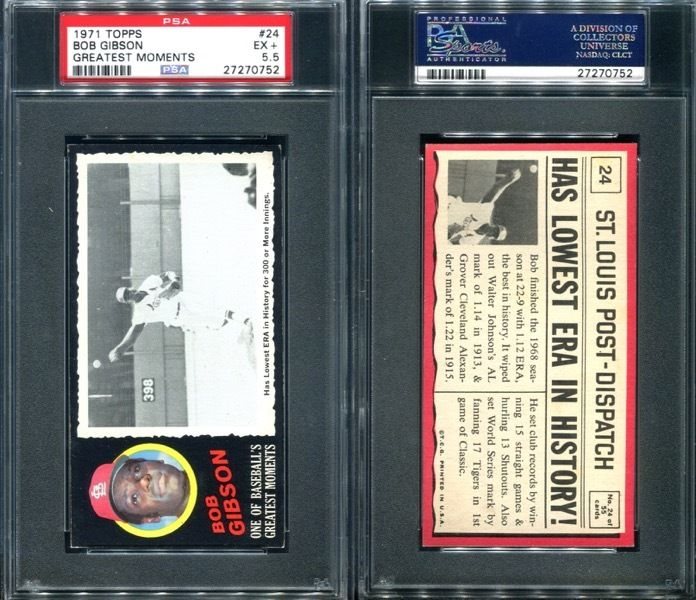 PSA
1971 TOPPS #24
BOB GIBSON EX +
GREATEST MOMENTS 5.5
PSA 27270752
Has Lowest ERA in History for 300 or More Innings.
398
BOB
GIBSON
ONE OF BASEBALL'S
GREATEST MOMENTS
PROFESSIONAL
PSA
Sports
AUTHENTICATOR
A DIVISION OF
COLLECTORS
UNIVERSE
NASDAQ: CLCT
27270752
24
ST. LOUIS POST-DISPATCH
No. 24 of
55
cards
HAS LOWEST ERA IN HISTORY!
Bob finished the 1968 sea-
son at 22-9 with 1.12 ERA,
the best in history. It wiped
out Walter Johnson's AL
mark of 1.14 in 1913, &
Grover Cleveland Alexan-
der's mark of 1.22 in 1915.
He set club records by win-
ning 15 straight games &
hurling 13 Shutouts. Also
set World Series mark by
fanning 17 Tigers in 1st
game of Classic.
©T.C.G. PRINTED IN U.S.A.